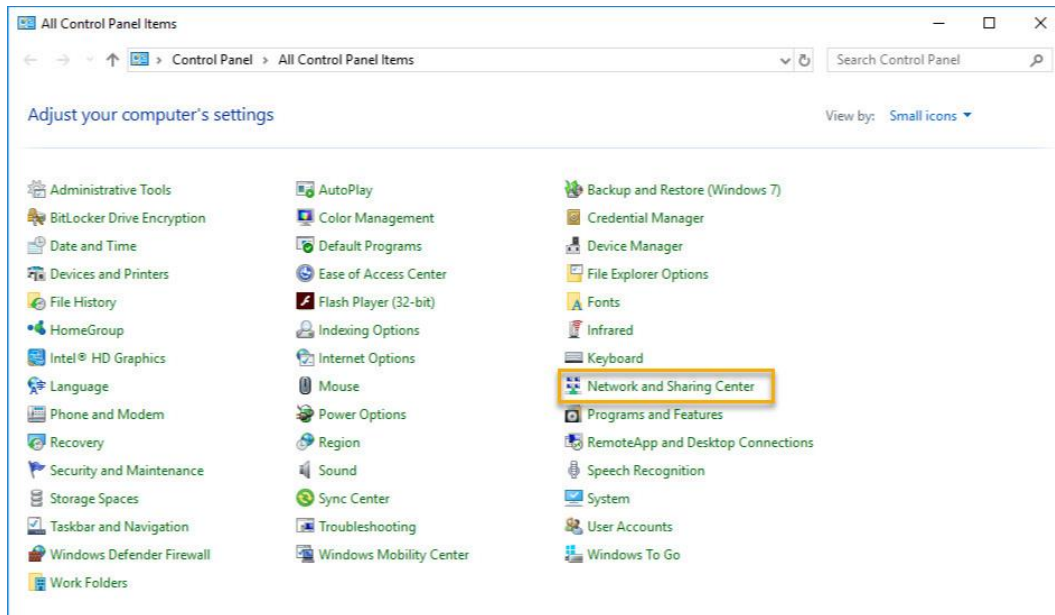 All Control Panel Items
Control Panel > All Control Panel Items
Search Control Panel
Adjust your computer's settings
View by: Small icons
Administrative Tools
AutoPlay
Backup and Restore (Windows 7)
BitLocker Drive Encryption
Color Management
Credential Manager
Date and Time
Default Programs
Device Manager
Devices and Printers
Ease of Access Center
File Explorer Options
File History
Flash Player (32-bit)
Fonts
HomeGroup
Indexing Options
Infrared
Intel® HD Graphics
Internet Options
Keyboard
Language
Mouse
Network and Sharing Center
Phone and Modem
Power Options
Programs and Features
Recovery
Region
RemoteApp and Desktop Connections
Security and Maintenance
Sound
Speech Recognition
Storage Spaces
Sync Center
System
Taskbar and Navigation
Troubleshooting
User Accounts
Windows Defender Firewall
Windows Mobility Center
Windows To Go
Work Folders